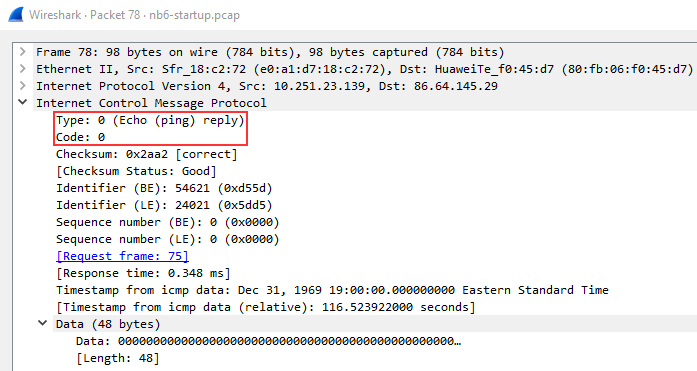 Wireshark · Packet 78 · nb6-startup.pcap
Frame 78: 98 bytes on wire (784 bits), 98 bytes captured (784 bits)
Ethernet II, Src: Sfr_18:c2:72 (e0:a1:d7:18:c2:72), Dst: HuaweiTe_f0:45:d7 (80:fb:06:f0:45:d7)
Internet Protocol Version 4, Src: 10.251.23.139, Dst: 86.64.145.29
Internet Control Message Protocol
Type: 0 (Echo (ping) reply)
Code: 0
Checksum: 0x2aa2 [correct]
[Checksum Status: Good]
Identifier (BE): 54621 (0xd55d)
Identifier (LE): 24021 (0x5dd5)
Sequence number (BE): 0 (0x0000)
Sequence number (LE): 0 (0x0000)
[Request frame: 75]
[Response time: 0.348 ms]
Timestamp from icmp data: Dec 31, 1969 19:00:00.000000000 Eastern Standard Time
[Timestamp from icmp data (relative): 116.523922000 seconds]
Data (48 bytes)
Data: 000000000000000000000000000000000000000000000000…
[Length: 48]